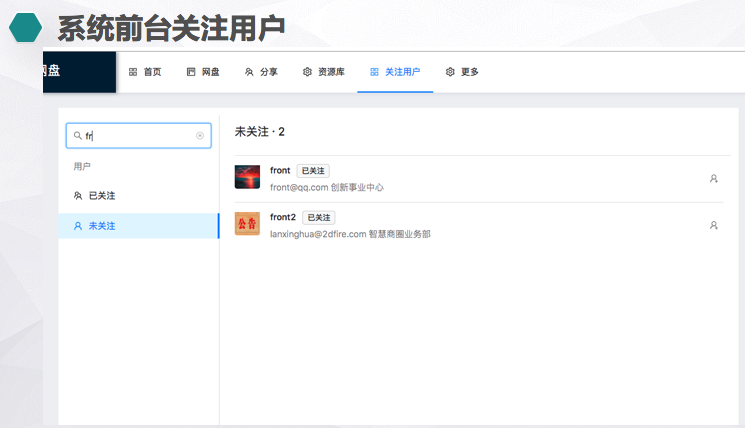 系统前台关注用户
网盘
首页 网盘 分享 资源库 关注用户 更多
fr
用户
已关注
未关注
未关注 · 2
front 已关注
front@qq.com 创新事业中心
公告
front2 已关注
lanxinghua@2dfire.com 智慧商圈业务部